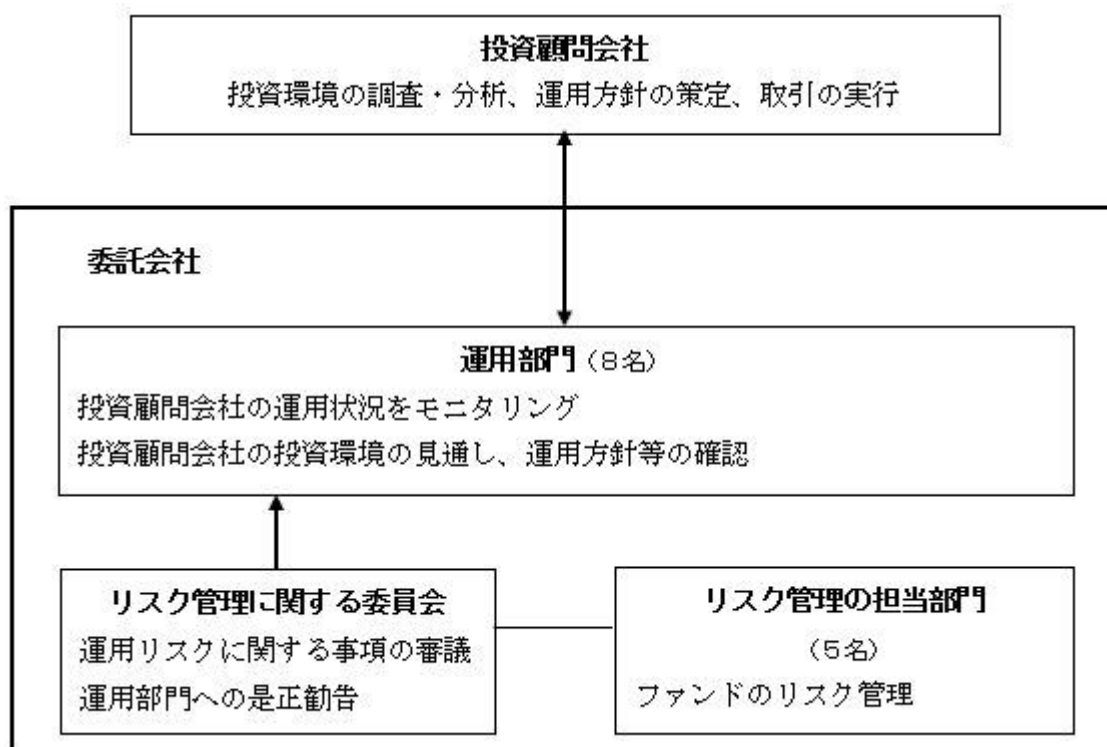 投資顧問会社
投資環境の調査・分析、運用方針の策定、取引の実行
委託会社
運用部門（８名）
投資顧問会社の運用状況をモニタリング
投資顧問会社の投資環境の見通し、運用方針等の確認
リスク管理に関する委員会
運用リスクに関する事項の審議
運用部門への是正勧告
リスク管理の担当部門
（５名）
ファンドのリスク管理